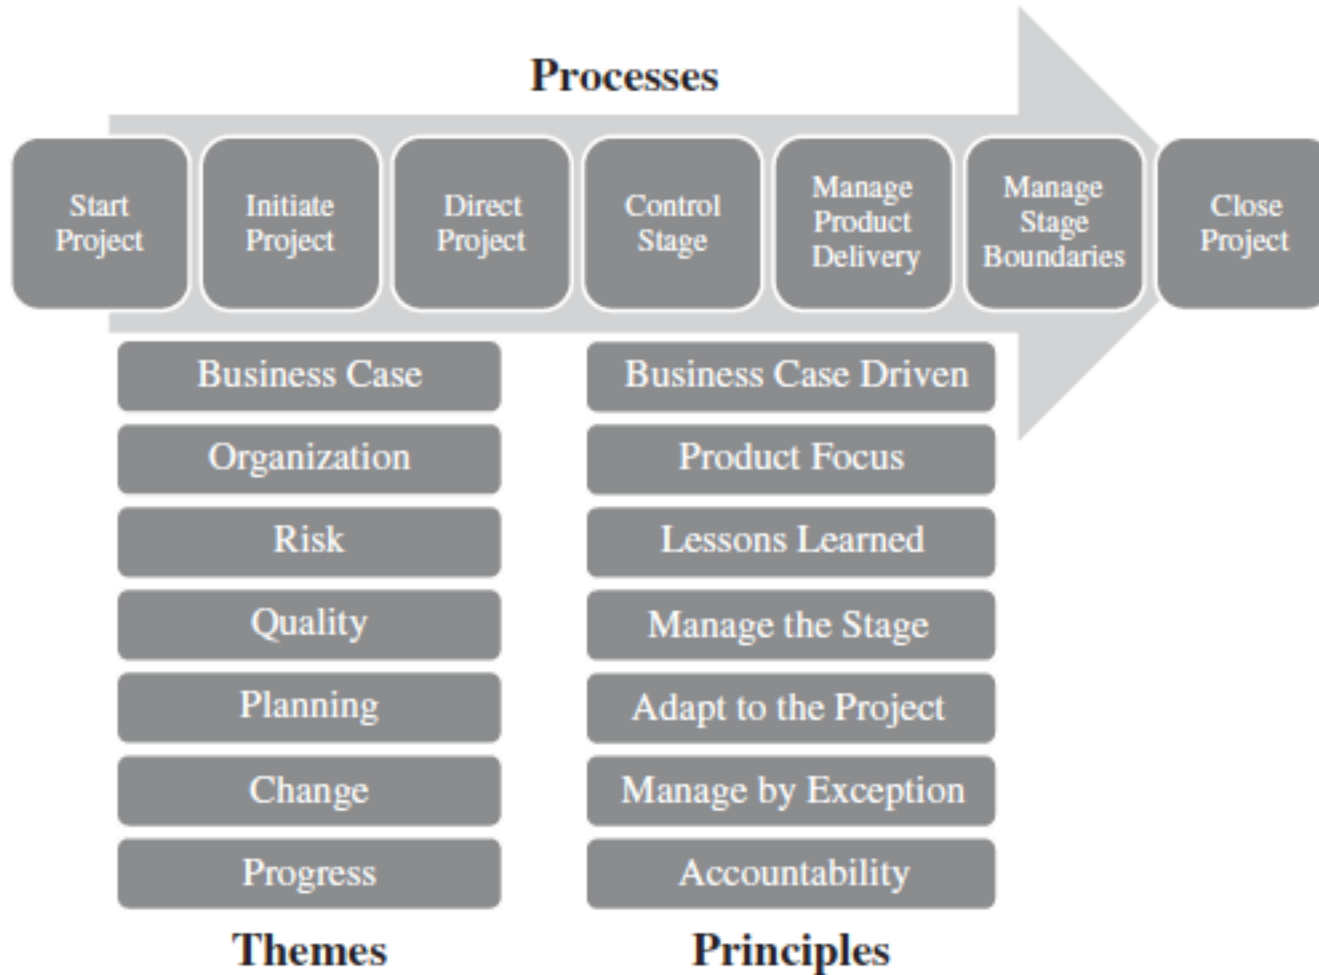 Processes
Start
Project
Initiate
Project
Direct
Project
Control
Stage
Manage
Product
Delivery
Manage
Stage
Boundaries
Close
Project
Business Case
Organization
Risk
Quality
Planning
Change
Progress
Themes
Business Case Driven
Product Focus
Lessons Learned
Manage the Stage
Adapt to the Project
Manage by Exception
Accountability
Principles